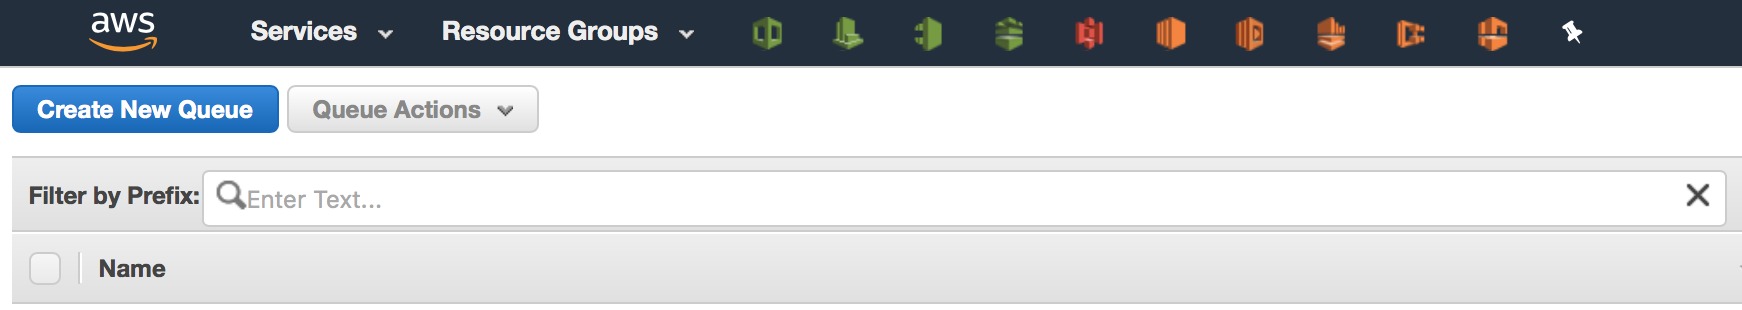 aws Services Resource Groups
Create New Queue Queue Actions
Filter by Prefix: Enter Text...
Name